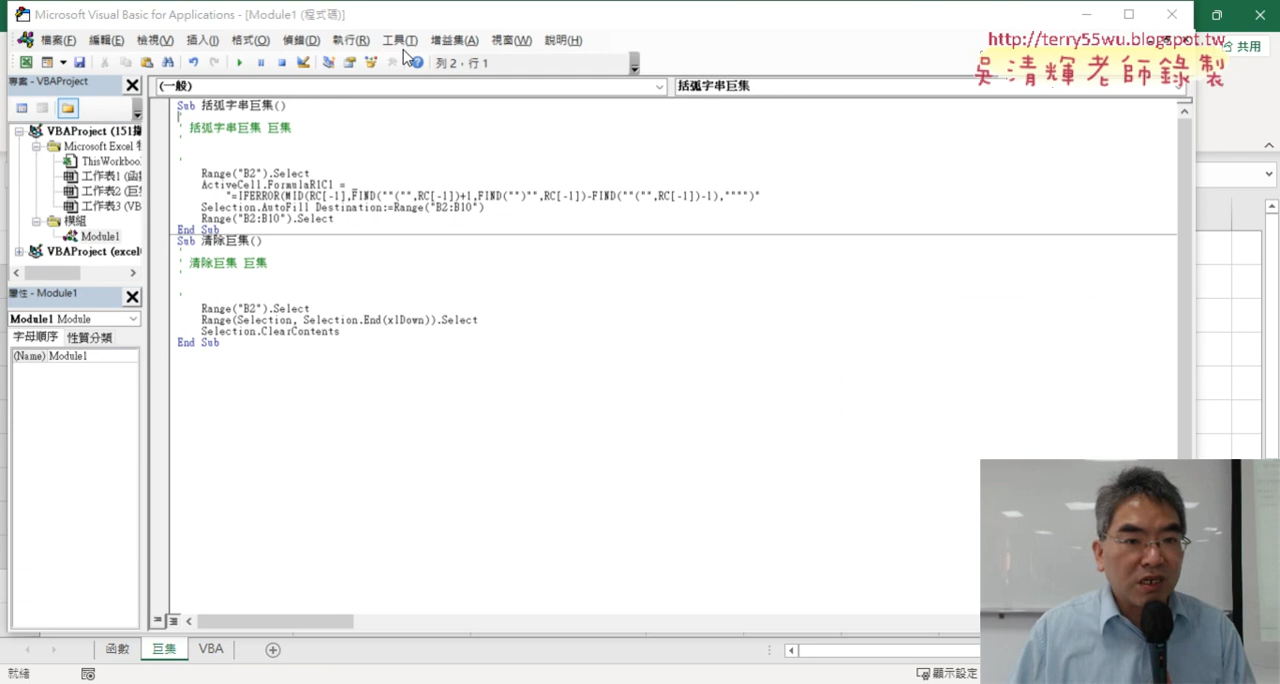 Microsoft Visual Basic for Applications - [Module1 (程式碼)]
檔案(F) 編輯(E) 檢視(V) 插入(I) 格式(O) 偵錯(D) 執行(R) 工具(T) 增益集(A) 視窗(W) 說明(H)
http://terry55wu.blogspot.tw
共用
吳清輝老師錄製
列 2，行 1
專案 - VBAProject
(一般)
括弧字串巨集
VBAProject (151
Microsoft Excel
ThisWorkboo
工作表1 (函
工作表2 (巨
工作表3 (VB
模組
Module1
VBAProject (excel
屬性 - Module1
Module1 Module
字母順序 性質分類
(Name) Module1
Sub 括弧字串巨集()
'
' 括弧字串巨集 巨集
'
'
Range("B2").Select
ActiveCell.FormulaR1C1 = _
"=IFERROR(MID(RC[-1],FIND(""("",RC[-1])+1,FIND("")"",RC[-1])-FIND(""("",RC[-1])-1),"""")"
Selection.AutoFill Destination:=Range("B2:B10")
Range("B2:B10").Select
End Sub
Sub 清除巨集()
'
' 清除巨集 巨集
'
'
Range("B2").Select
Range(Selection, Selection.End(xlDown)).Select
Selection.ClearContents
End Sub
函數 巨集 VBA
就緒
顯示設定